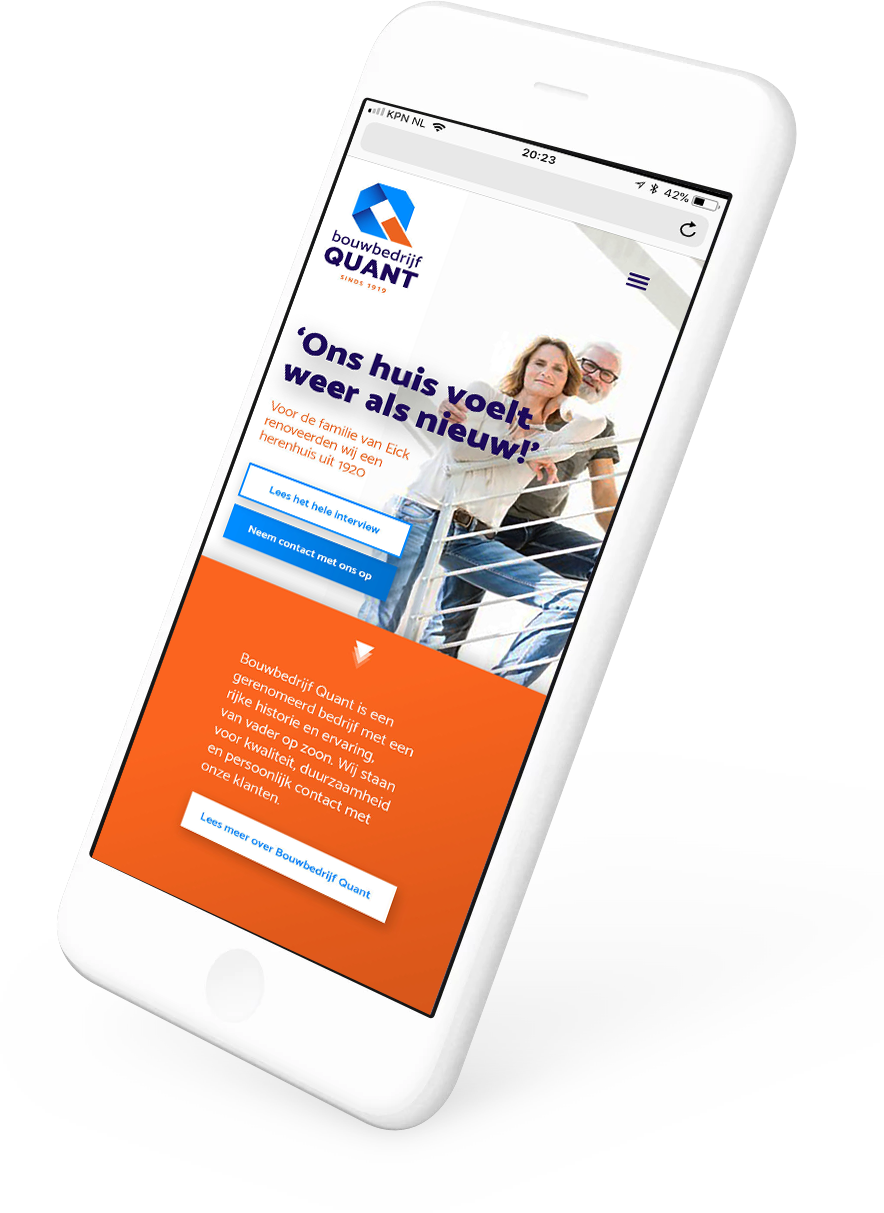 KPN NL
20:23
42%
bouwbedrijf
QUANT
SINDS 1919
‘Ons huis voelt
weer als nieuw!’
Voor de familie van Eick
renoveerden wij een
herenhuis uit 1920
Lees het hele interview
Neem contact met ons op
Bouwbedrijf Quant is een
gerenomeerd bedrijf met een
rijke historie en ervaring,
van vader op zoon. Wij staan
voor kwaliteit, duurzaamheid
en persoonlijk contact met
onze klanten.
Lees meer over Bouwbedrijf Quant